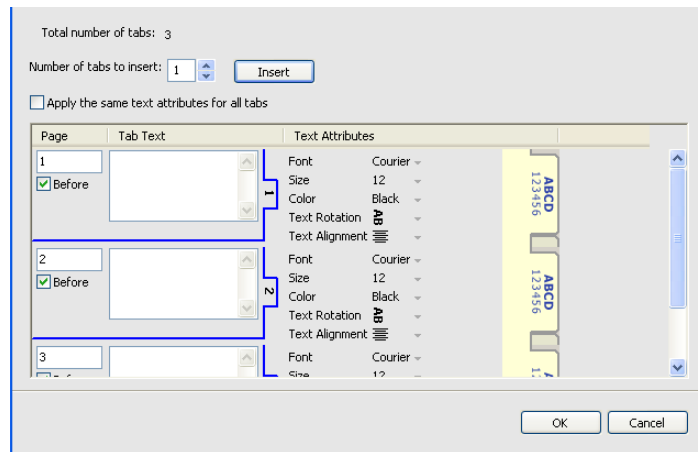 Total number of tabs: 3
Number of tabs to insert: 1 Insert
Apply the same text attributes for all tabs
Page Tab Text Text Attributes
1
Before
1
Font Courier
Size 12
Color Black
Text Rotation AB
Text Alignment
ABCD
123456
2
Before
2
Font Courier
Size 12
Color Black
Text Rotation AB
Text Alignment
ABCD
123456
3
Font Courier
Size 12
OK Cancel